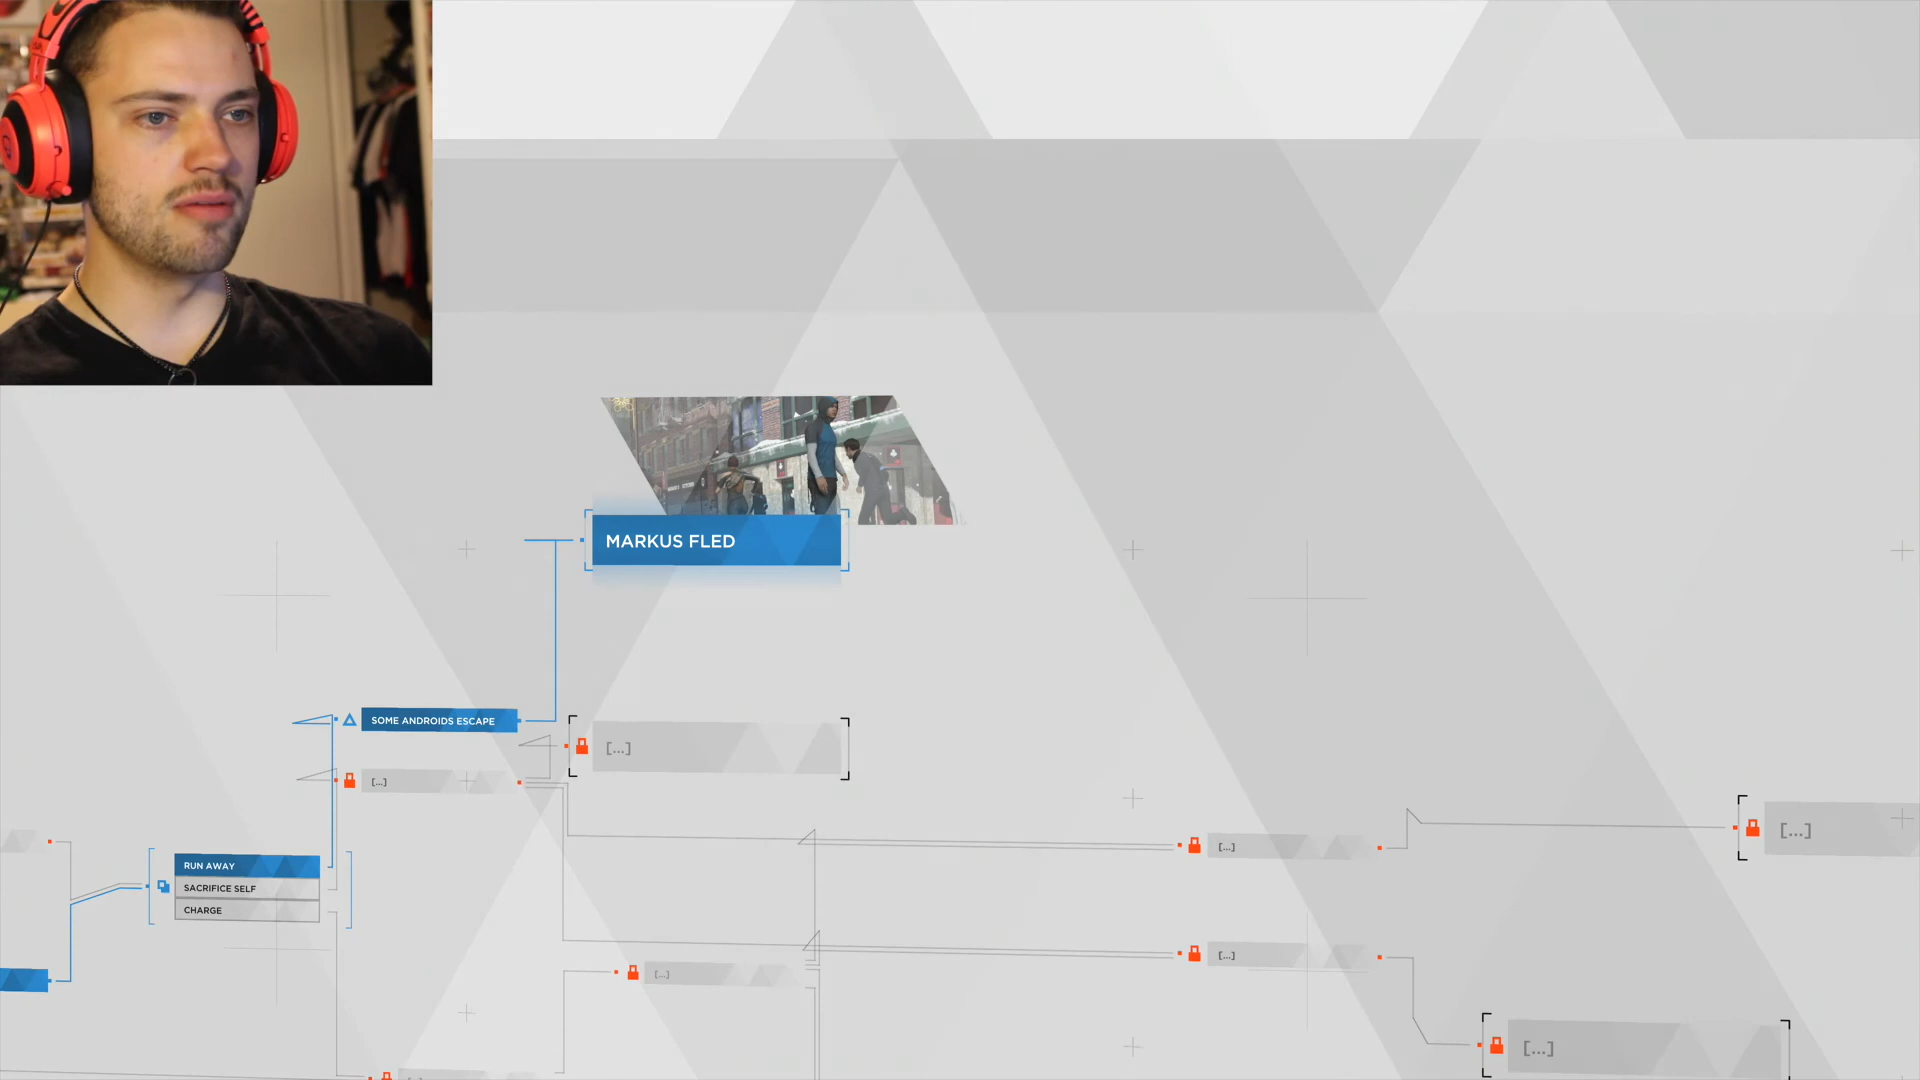 MARKUS FLED
SOME ANDROIDS ESCAPE
[...]
[...]
[...]
[...]
RUN AWAY
SACRIFICE SELF
CHARGE
[...]
[...]
[...]